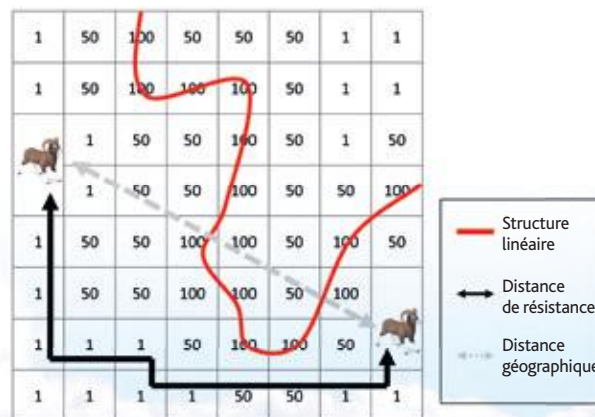 1 50 100 50 50 50 1 1
1 50 100 100 100 50 1 1
1 50 50 100 50 1 50
1 50 50 100 50 50 100
1 50 50 100 100 50 100 50
1 50 50 100 100 50 100
1 1 1 50 100 100 50
1 1 1 1 50 50 1 1
Structure
linéaire
Distance
de résistance
Distance
géographique